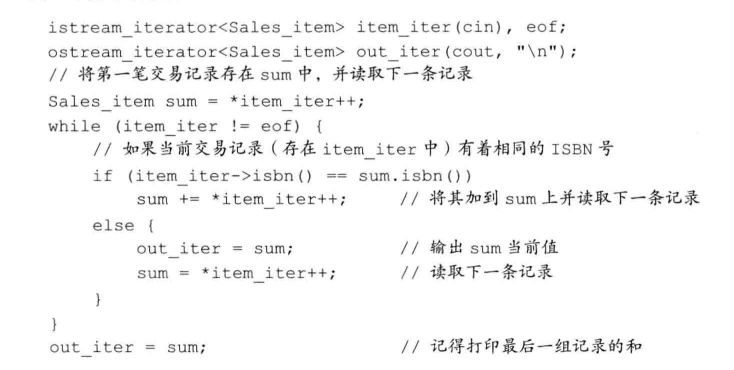 istream_iterator<Sales_item> item_iter(cin), eof;
ostream_iterator<Sales_item> out_iter(cout, "\n");
// 将第一笔交易记录存在 sum 中，并读取下一条记录
Sales_item sum = *item_iter++;
while (item_iter != eof) {
    // 如果当前交易记录（存在 item_iter 中）有着相同的 ISBN 号
    if (item_iter->isbn() == sum.isbn())
        sum += *item_iter++;    // 将其加到 sum 上并读取下一条记录
    else {
        out_iter = sum;         // 输出 sum 当前值
        sum = *item_iter++;     // 读取下一条记录
    }
}
out_iter = sum;                 // 记得打印最后一组记录的和